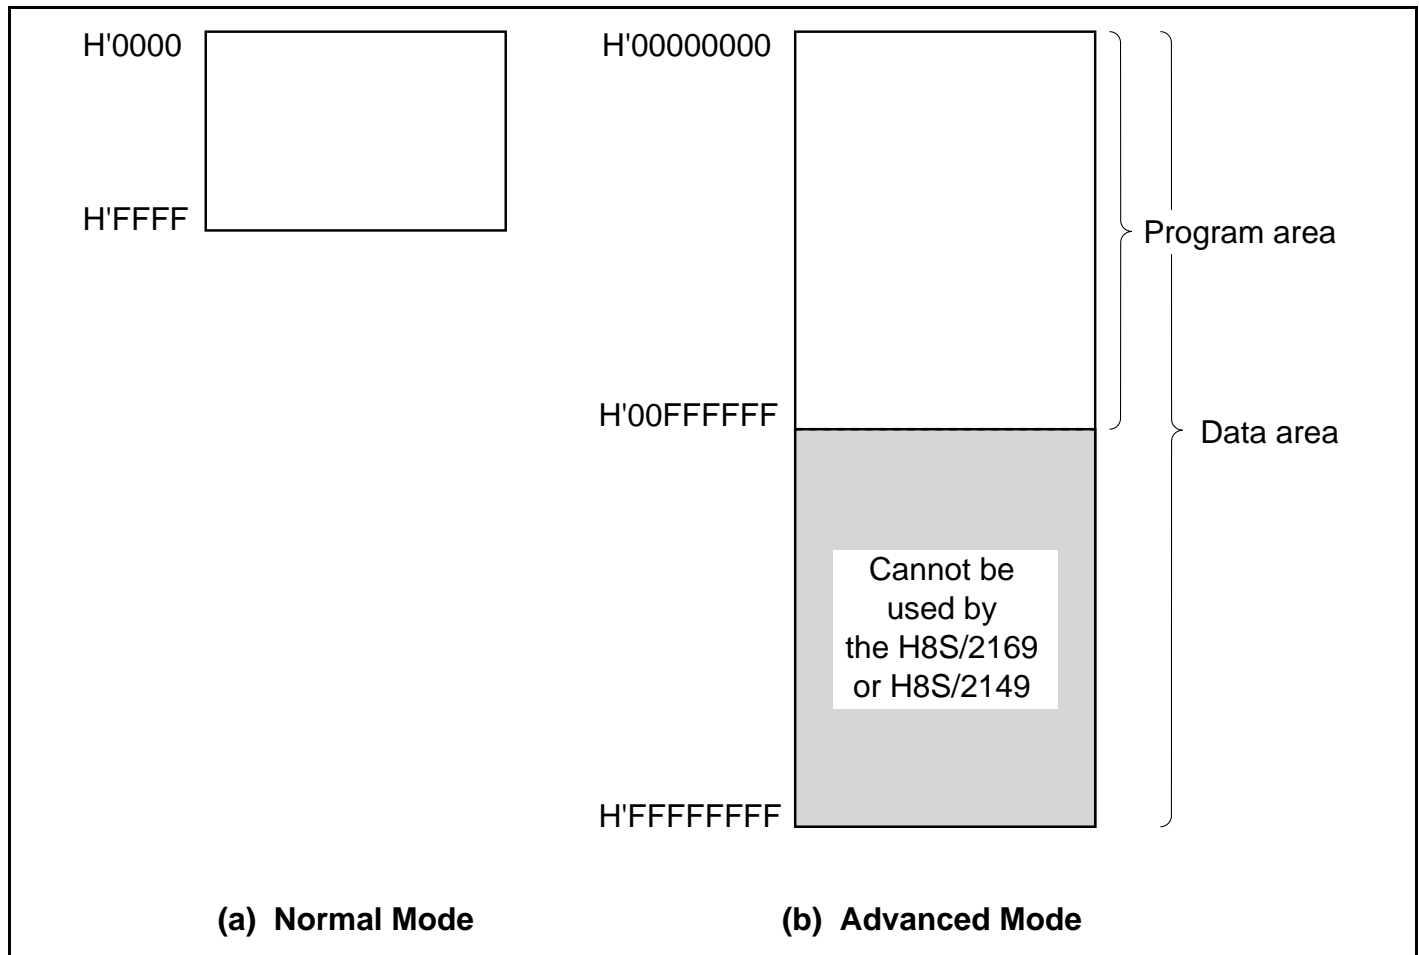 H'0000
H'FFFF
(a) Normal Mode
H'00000000
H'00FFFFFF
H'FFFFFFFF
Cannot be
used by
the H8S/2169
or H8S/2149
Program area
Data area
(b) Advanced Mode